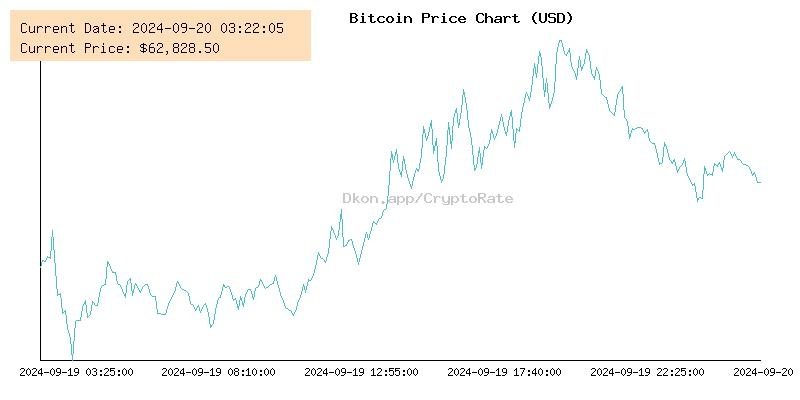 Bitcoin Price Chart (USD)
Current Date: 2024-09-20 03:22:05
Current Price: $62,828.50
Dkon.app/CryptoRate
2024-09-19 03:25:00 2024-09-19 08:10:00 2024-09-19 12:55:00 2024-09-19 17:40:00 2024-09-19 22:25:00 2024-09-20